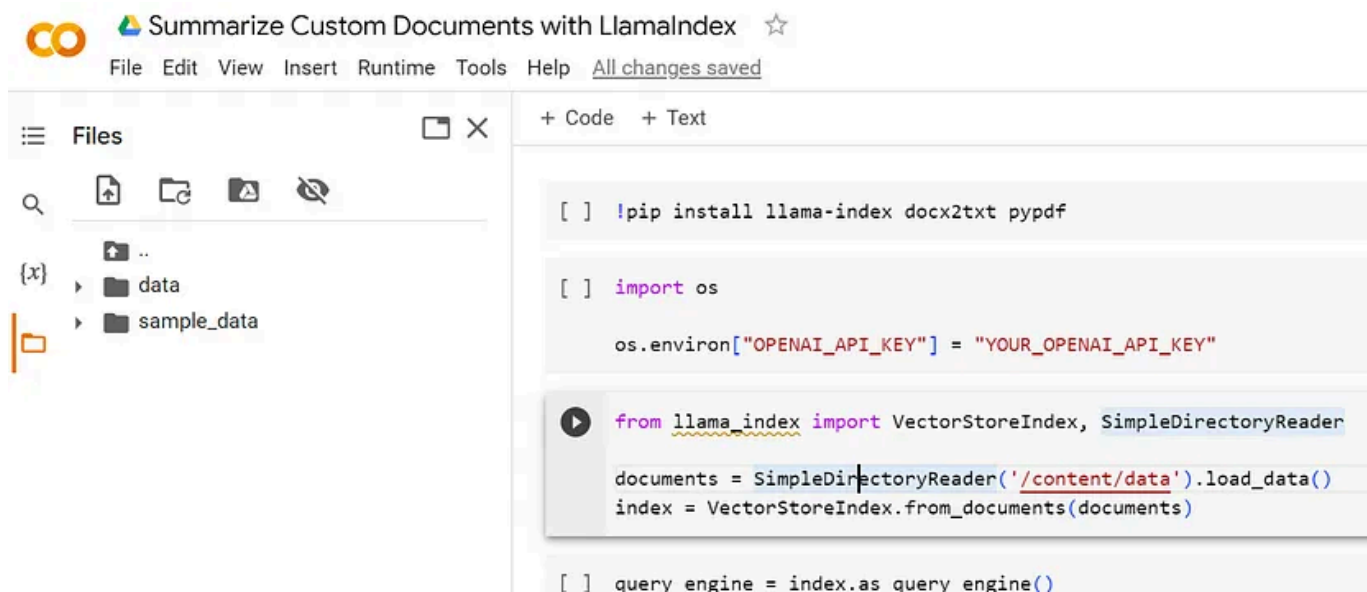 Summarize Custom Documents with LlamaIndex
File Edit View Insert Runtime Tools Help All changes saved
Files
+ Code + Text
..
data
sample_data
{x}
[ ] !pip install llama-index docx2txt pypdf
[ ] import os
os.environ["OPENAI_API_KEY"] = "YOUR_OPENAI_API_KEY"
from llama_index import VectorStoreIndex, SimpleDirectoryReader
documents = SimpleDirectoryReader('/content/data').load_data()
index = VectorStoreIndex.from_documents(documents)
[ ] query_engine = index.as_query_engine()